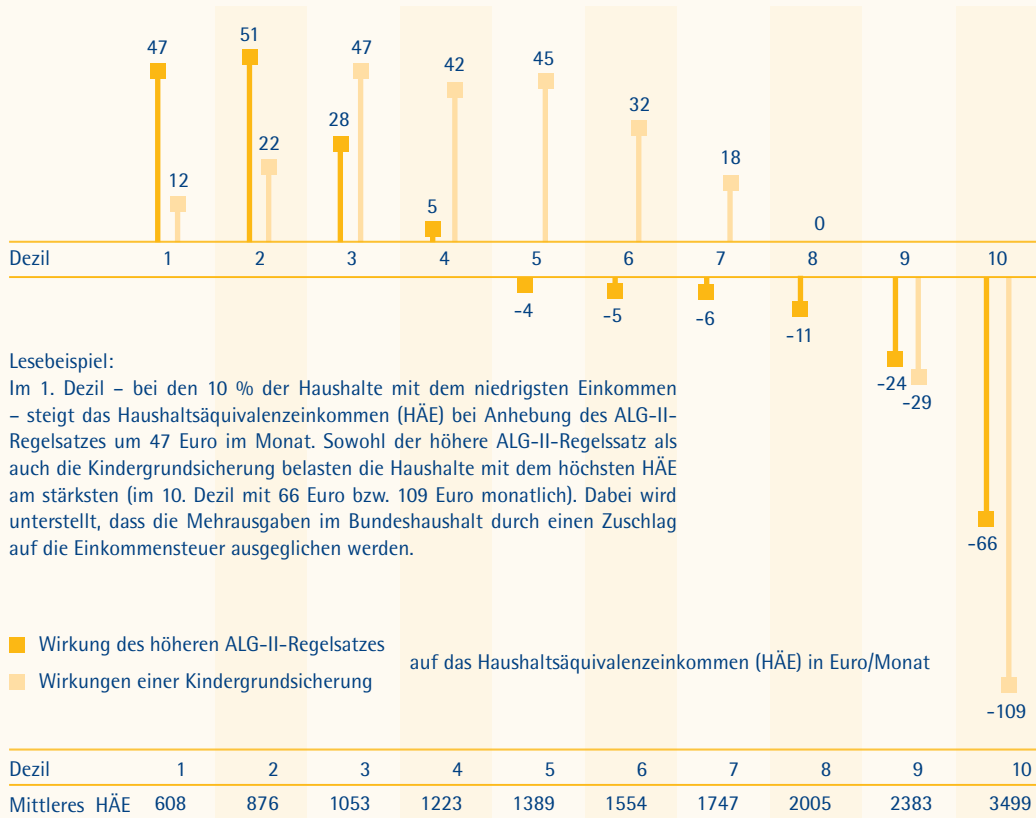 47 51 47 45
42
28 32
22 18
12
5
0
Dezil 1 2 3 4 5 6 7 8 9 10
-4 -5 -6
-11
Lesebeispiel:
Im 1. Dezil – bei den 10 % der Haushalte mit dem niedrigsten Einkommen
– steigt das Haushaltsäquivalenzeinkommen (HÄE) bei Anhebung des ALG-II-
Regelsatzes um 47 Euro im Monat. Sowohl der höhere ALG-II-Regelssatz als
auch die Kindergrundsicherung belasten die Haushalte mit dem höchsten HÄE
am stärksten (im 10. Dezil mit 66 Euro bzw. 109 Euro monatlich). Dabei wird
unterstellt, dass die Mehrausgaben im Bundeshaushalt durch einen Zuschlag
auf die Einkommensteuer ausgeglichen werden.
-24
-29
-66
Wirkung des höheren ALG-II-Regelsatzes
Wirkungen einer Kindergrundsicherung
auf das Haushaltsäquivalenzeinkommen (HÄE) in Euro/Monat
-109
Dezil 1 2 3 4 5 6 7 8 9 10
Mittleres HÄE 608 876 1053 1223 1389 1554 1747 2005 2383 3499